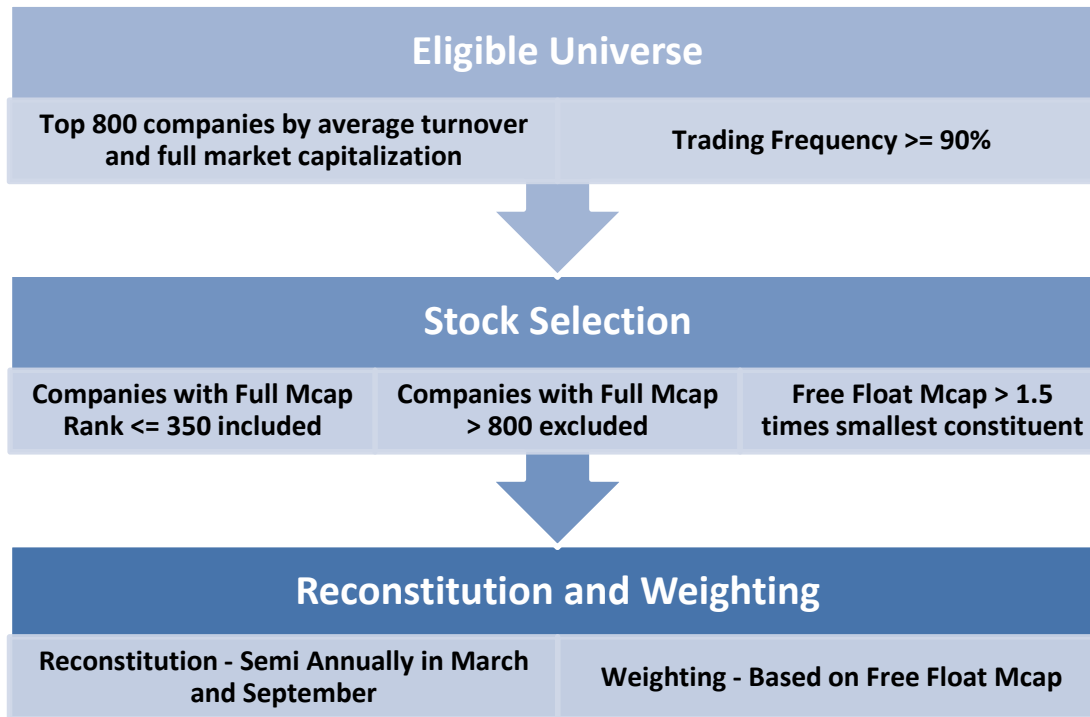 Eligible Universe
Top 800 companies by average turnover
and full market capitalization
Trading Frequency >= 90%
Stock Selection
Companies with Full Mcap
Rank <= 350 included
Companies with Full Mcap
> 800 excluded
Free Float Mcap > 1.5
times smallest constituent
Reconstitution and Weighting
Reconstitution - Semi Annually in March
and September
Weighting - Based on Free Float Mcap